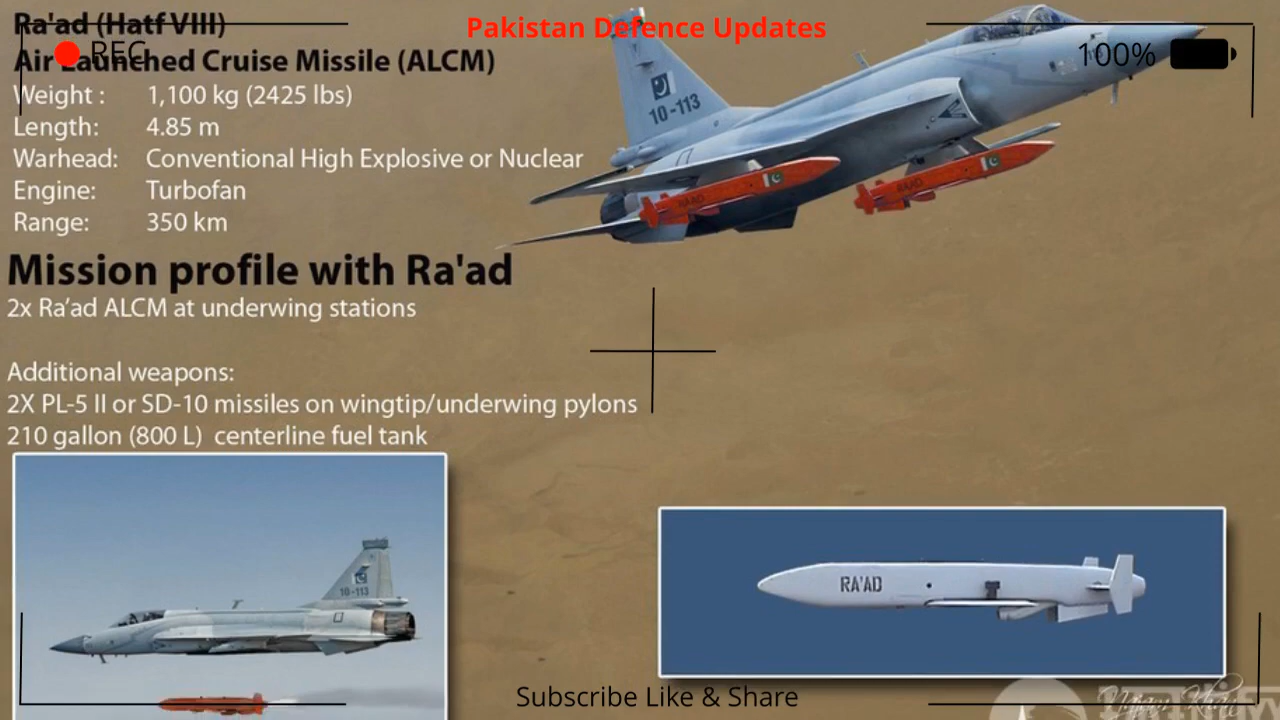 Pakistan Defence Updates
REC
100%
Ra'ad (Hatf VIII)
Air Launched Cruise Missile (ALCM)
Weight : 1,100 kg (2425 lbs)
Length: 4.85 m
Warhead: Conventional High Explosive or Nuclear
Engine: Turbofan
Range: 350 km
Mission profile with Ra'ad
2x Ra'ad ALCM at underwing stations
Additional weapons:
2X PL-5 II or SD-10 missiles on wingtip/underwing pylons
210 gallon (800 L) centerline fuel tank
10-113
RAAD
RAAD
10-113
RA'AD
Subscribe Like & Share